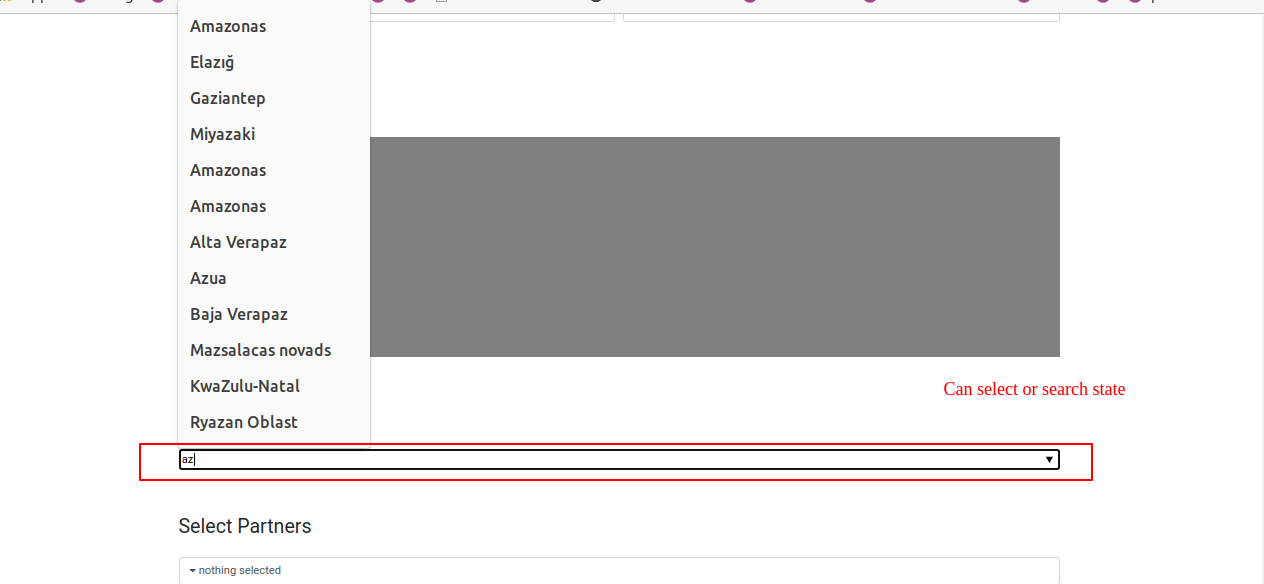 Amazonas
Elazığ
Gaziantep
Miyazaki
Amazonas
Amazonas
Alta Verapaz
Azua
Baja Verapaz
Mazsalacas novads
Can select or search state
KwaZulu-Natal
Ryazan Oblast
az
Select Partners
nothing selected